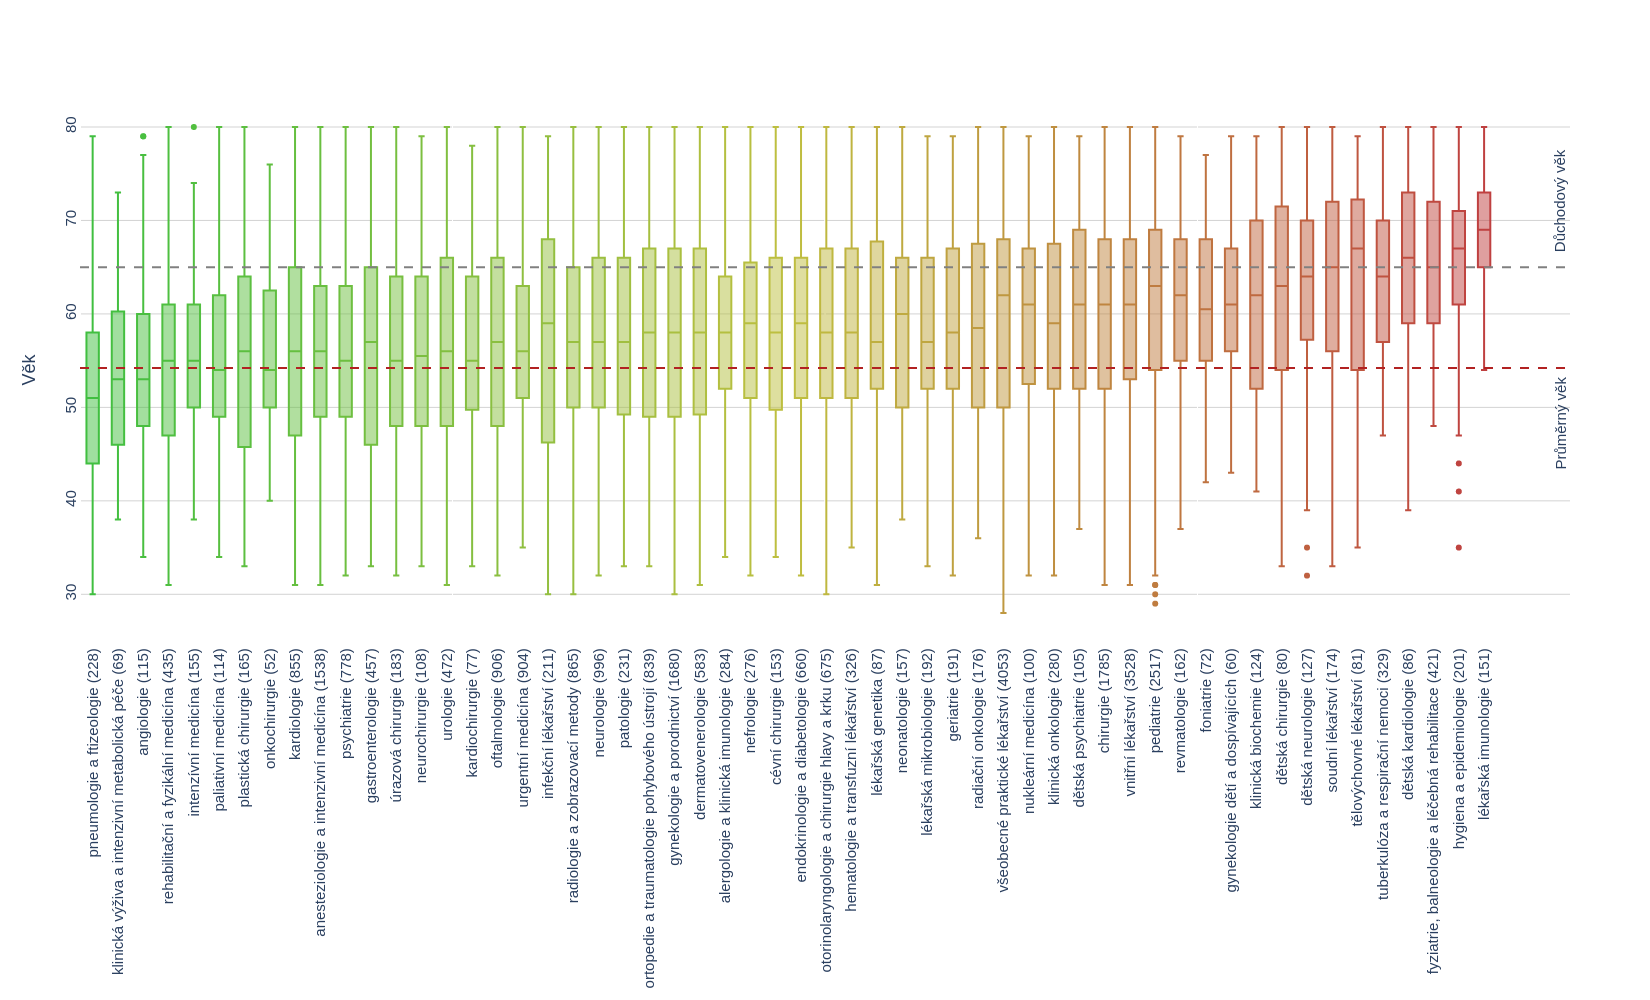 80
70
60
50
40
30
Věk
Důchodový věk
Průměrný věk
pneumologie a ftizeologie (228)
klinická výživa a intenzivní metabolická péče (69)
angiologie (115)
rehabilitační a fyzikální medicína (435)
intenzívní medicína (155)
paliativní medicína (114)
plastická chirurgie (165)
onkochirurgie (52)
kardiologie (855)
anesteziologie a intenzivní medicína (1538)
psychiatrie (778)
gastroenterologie (457)
úrazová chirurgie (183)
neurochirurgie (108)
urologie (472)
kardiochirurgie (77)
oftalmologie (906)
urgentní medicína (904)
infekční lékařství (211)
radiologie a zobrazovací metody (865)
neurologie (996)
patologie (231)
ortopedie a traumatologie pohybového ústrojí (839)
gynekologie a porodnictví (1680)
dermatovenerologie (583)
alergologie a klinická imunologie (284)
nefrologie (276)
cévní chirurgie (153)
endokrinologie a diabetologie (660)
otorinolaryngologie a chirurgie hlavy a krku (675)
hematologie a transfuzní lékařství (326)
lékařská genetika (87)
neonatologie (157)
lékařská mikrobiologie (192)
geriatrie (191)
radiační onkologie (176)
všeobecné praktické lékařství (4053)
nukleární medicína (100)
klinická onkologie (280)
dětská psychiatrie (105)
chirurgie (1785)
vnitřní lékařství (3528)
pediatrie (2517)
revmatologie (162)
foniatrie (72)
gynekologie dětí a dospívajících (60)
klinická biochemie (124)
dětská chirurgie (80)
dětská neurologie (127)
soudní lékařství (174)
tělovýchovné lékařství (81)
tuberkulóza a respirační nemoci (329)
dětská kardiologie (86)
fyziatrie, balneologie a léčebná rehabilitace (421)
hygiena a epidemiologie (201)
lékařská imunologie (151)